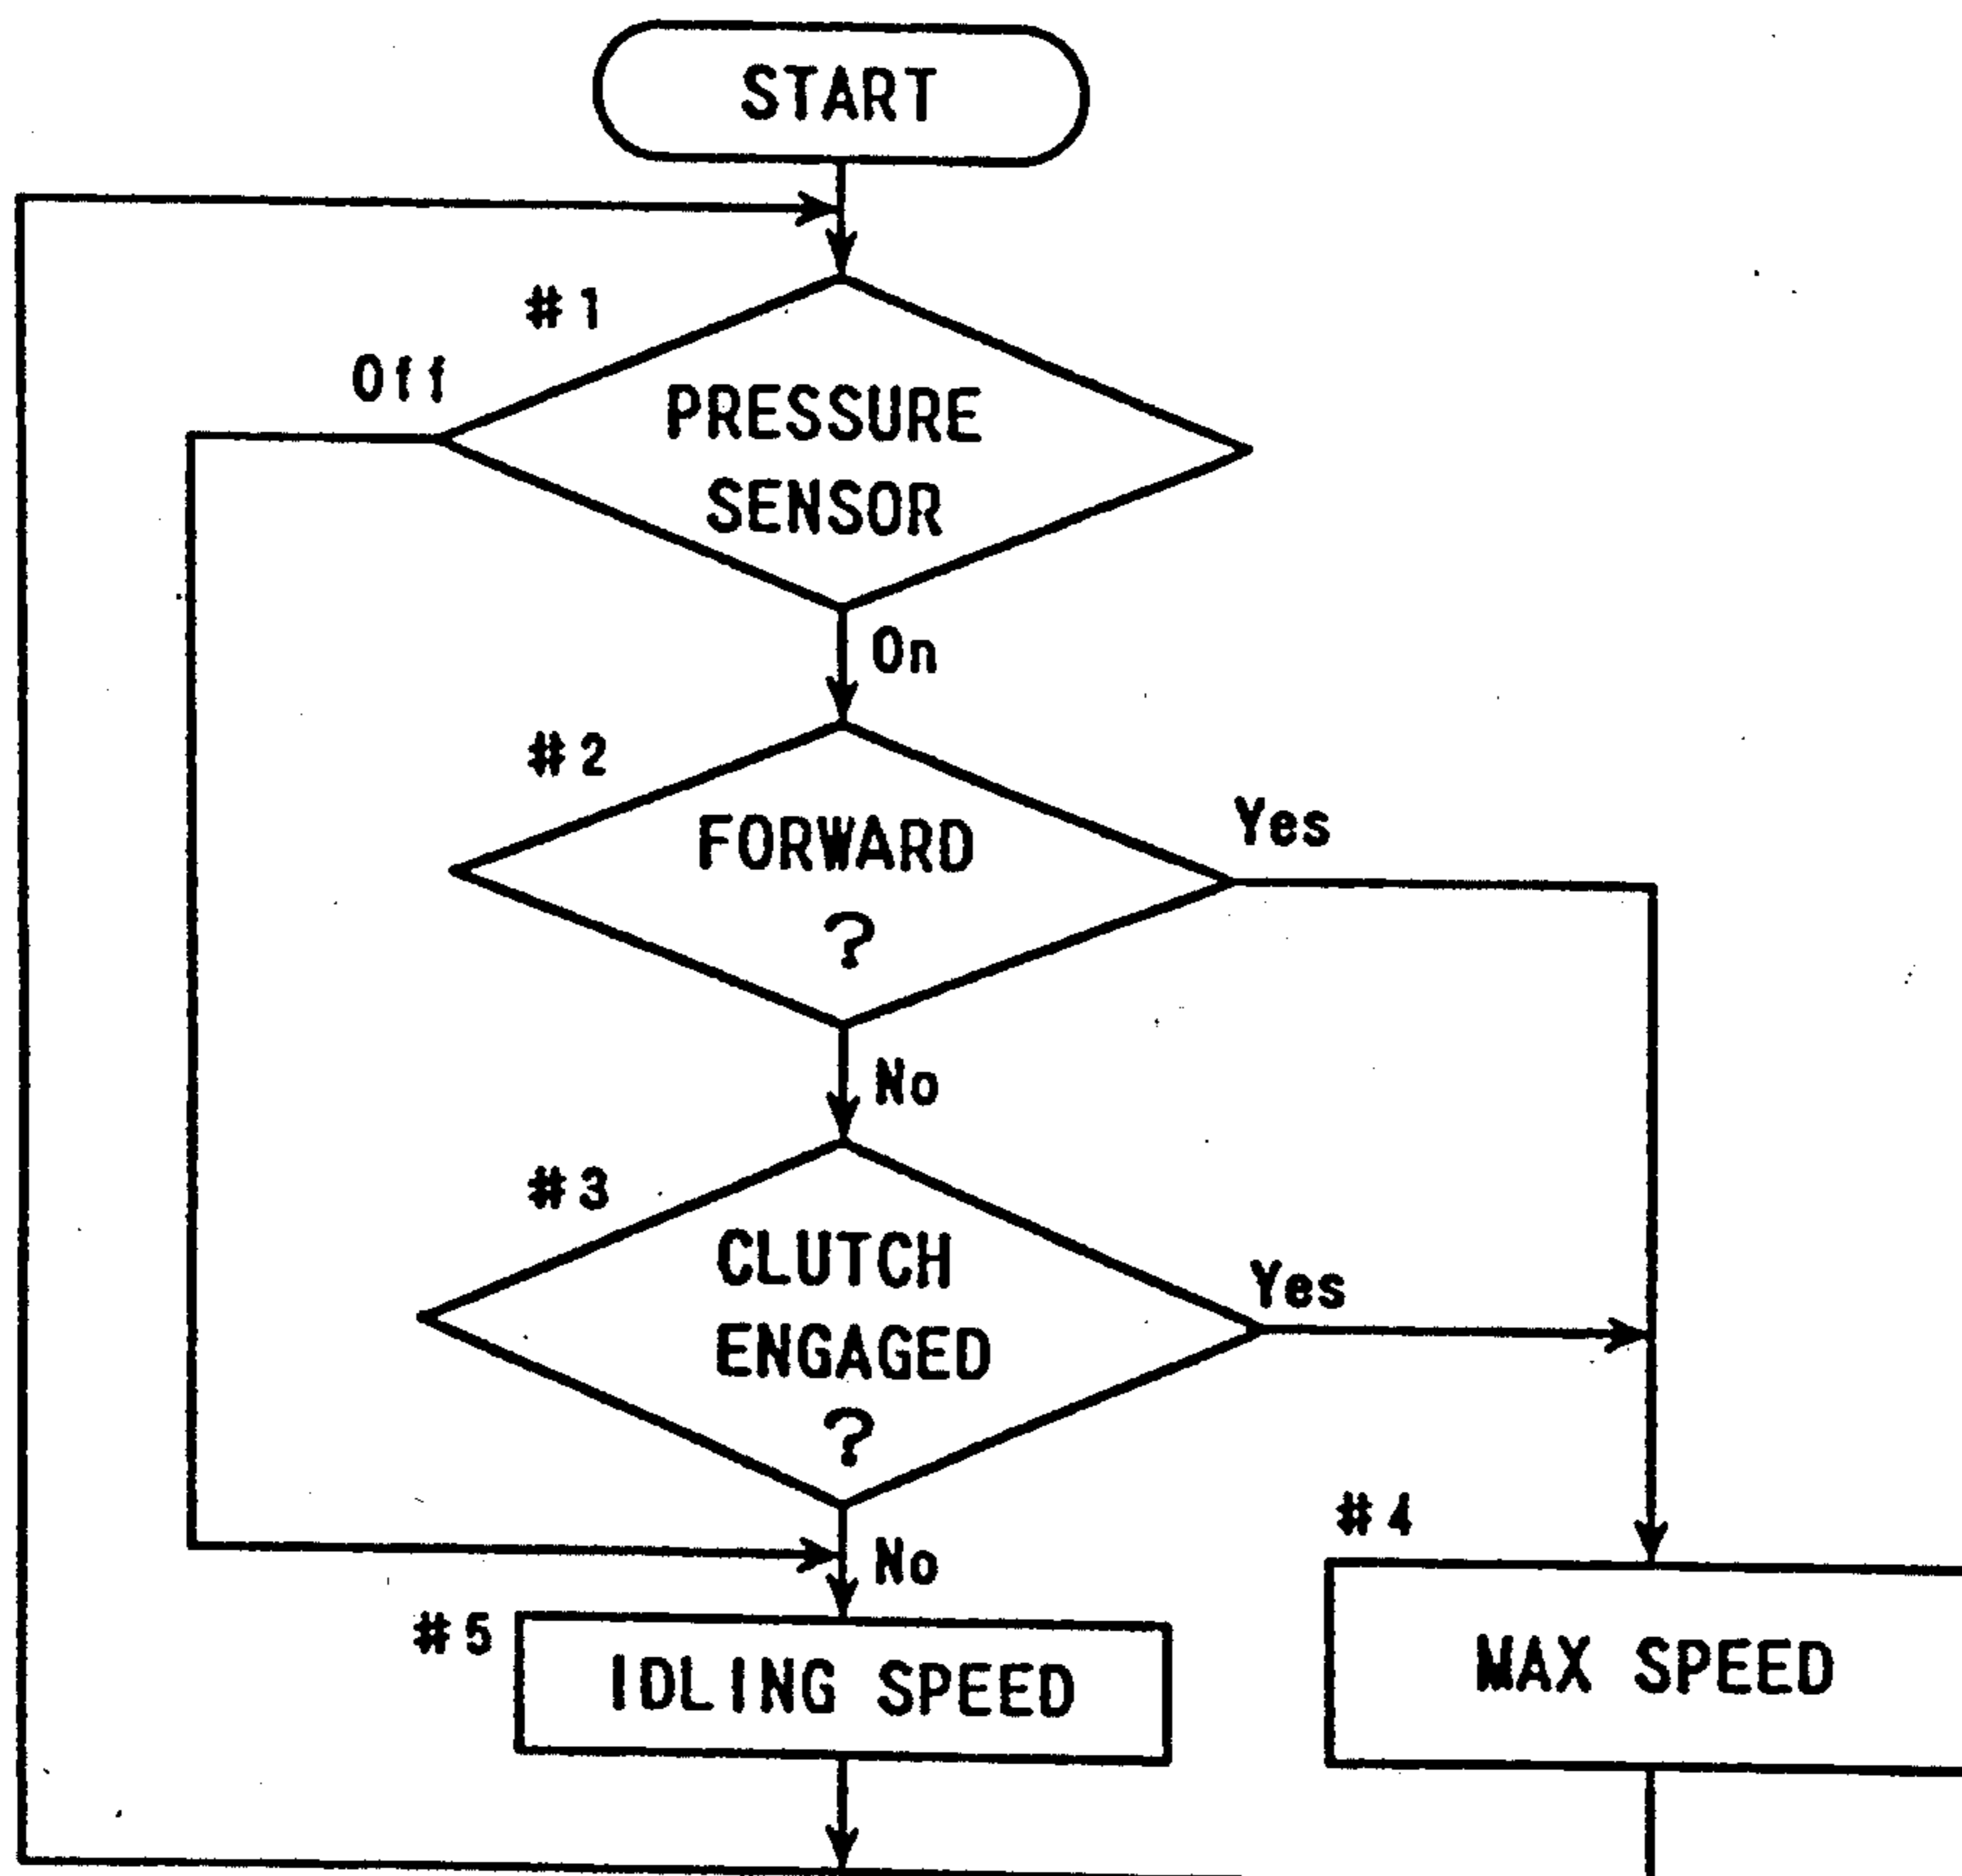 START
#1
Off
PRESSURE
SENSOR
On
#2
FORWARD
?
Yes
No
#3
CLUTCH
ENGAGED
?
Yes
No
#4
MAX SPEED
#5
IDLING SPEED